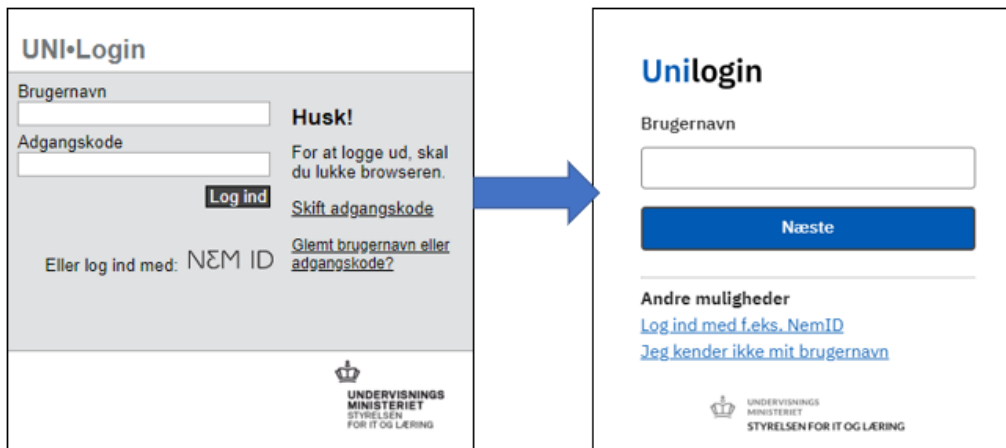 UNI•Login
Brugernavn
Adgangskode
Log ind
Eller log ind med: NEM ID
Husk!
For at logge ud, skal
du lukke browseren.
Skift adgangskode
Glemt brugernavn eller
adgangskode?
UNDERVISNINGS
MINISTERIET
STYRELSEN
FOR IT OG LÆRING
Unilogin
Brugernavn
Næste
Andre muligheder
Log ind med f.eks. NemID
Jeg kender ikke mit brugernavn
UNDERVISNINGS
MINISTERIET
STYRELSEN FOR IT OG LÆRING